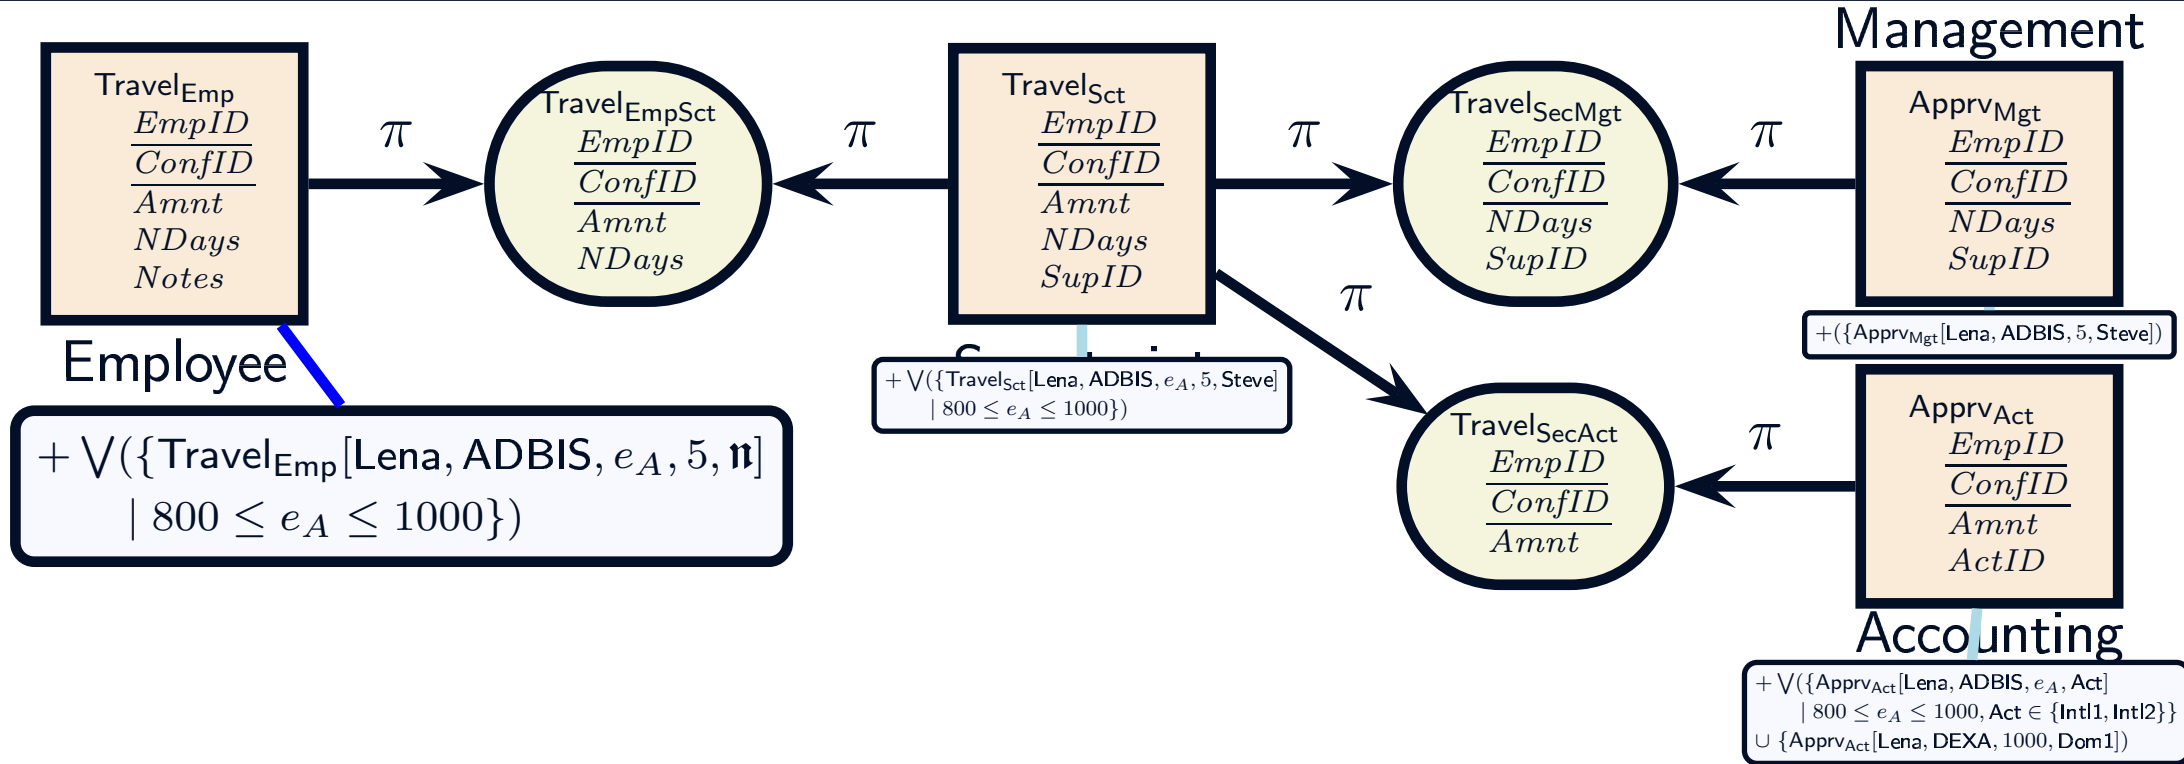 Travel_Emp
EmpID
ConfID
Amnt
NDays
Notes
Employee
+ ⋁({Travel_Emp[Lena, ADBIS, e_A, 5, 𝖓]
| 800 ≤ e_A ≤ 1000})
π
Travel_EmpSct
EmpID
ConfID
Amnt
NDays
π
Travel_Sct
EmpID
ConfID
Amnt
NDays
SupID
+ ⋁({Travel_Sct[Lena, ADBIS, e_A, 5, Steve]
| 800 ≤ e_A ≤ 1000})
π
π
Travel_SecMgt
EmpID
ConfID
NDays
SupID
π
Management
Apprv_Mgt
EmpID
ConfID
NDays
SupID
+({Apprv_Mgt[Lena, ADBIS, 5, Steve])
Travel_SecAct
EmpID
ConfID
Amnt
π
Apprv_Act
EmpID
ConfID
Amnt
ActID
Accounting
+ ⋁({Apprv_Act[Lena, ADBIS, e_A, Act]
| 800 ≤ e_A ≤ 1000, Act ∈ {Intl1, Intl2}}
∪ {Apprv_Act[Lena, DEXA, 1000, Dom1])